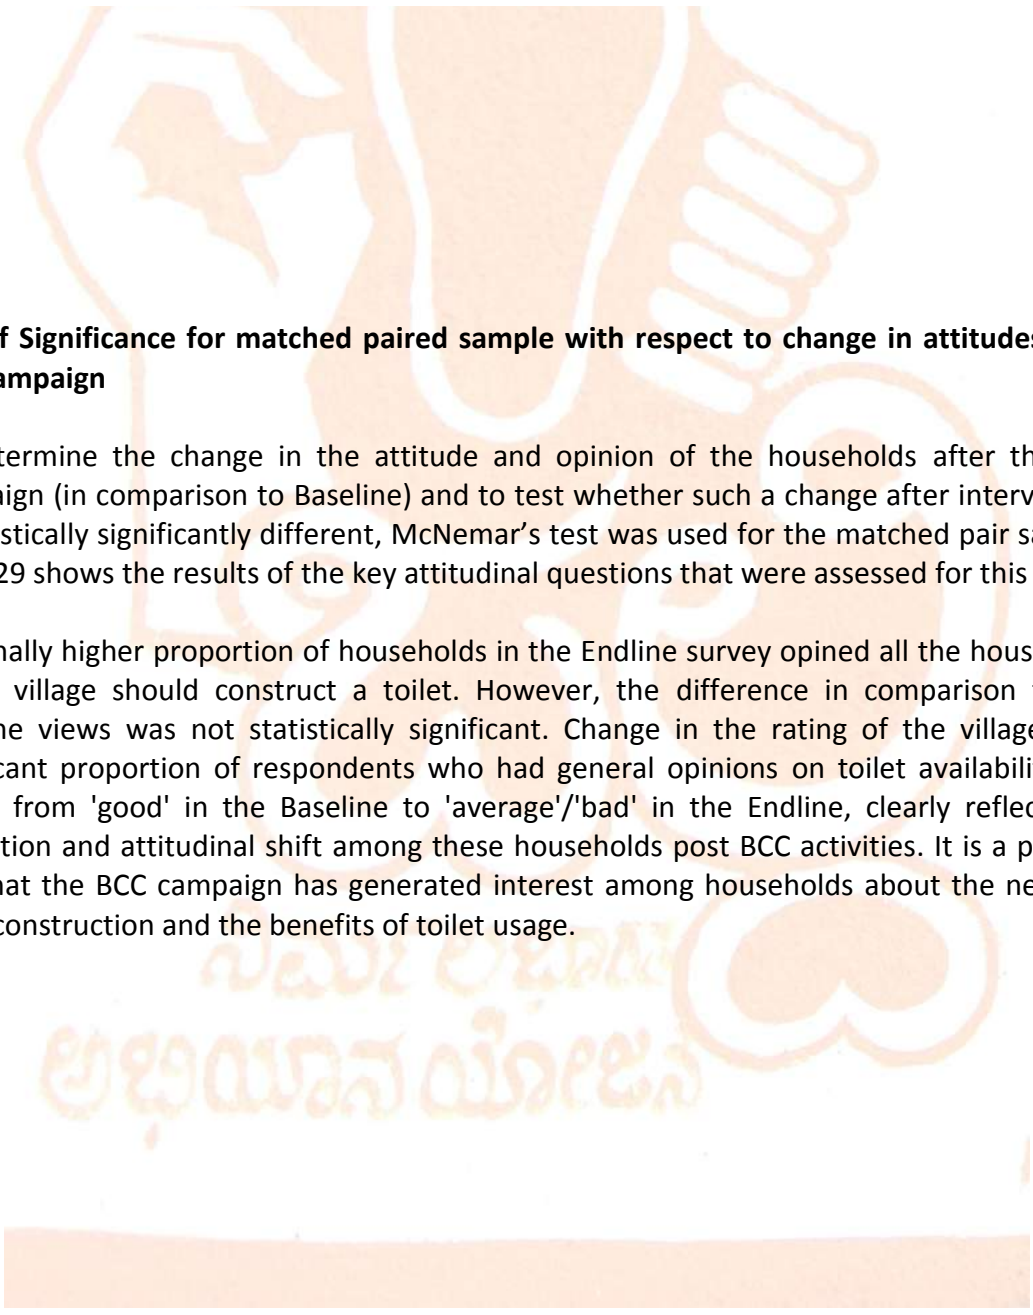 f Significance for matched paired sample with respect to change in attitudes
ampaign
termine the change in the attitude and opinion of the households after th
aign (in comparison to Baseline) and to test whether such a change after interv
stically significantly different, McNemar’s test was used for the matched pair sa
29 shows the results of the key attitudinal questions that were assessed for this
nally higher proportion of households in the Endline survey opined all the hous
village should construct a toilet. However, the difference in comparison t
ne views was not statistically significant. Change in the rating of the village
cant proportion of respondents who had general opinions on toilet availabili
from 'good' in the Baseline to 'average'/'bad' in the Endline, clearly reflec
tion and attitudinal shift among these households post BCC activities. It is a p
hat the BCC campaign has generated interest among households about the ne
construction and the benefits of toilet usage.
ಅಭಿಯಾನ ಯೋಜನೆ